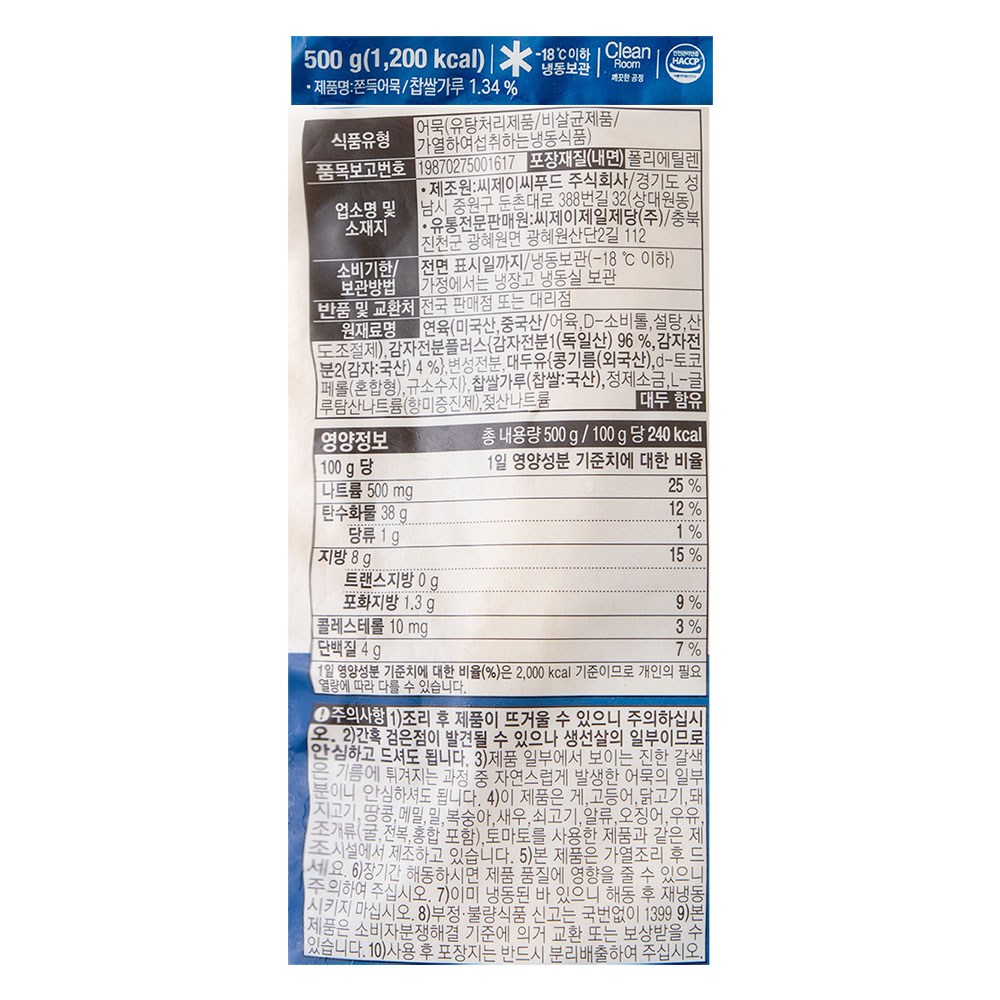 500 g(1,200 kcal) -18℃이하 냉동보관 Clean Room 깨끗한 공정 안전관리인증 HACCP 식품의약품안전처
• 제품명:쫀득어묵/찹쌀가루 1.34 %
식품유형 어묵(유탕처리제품/비살균제품/
가열하여섭취하는냉동식품)
품목보고번호 19870275001617 포장재질(내면) 폴리에틸렌
업소명 및 소재지 • 제조원:씨제이씨푸드 주식회사/경기도 성
남시 중원구 둔촌대로 388번길 32(상대원동)
• 유통전문판매원:씨제이제일제당(주)/충북
진천군 광혜원면 광혜원산단2길 112
소비기한/보관방법 전면 표시일까지/냉동보관(-18 ℃ 이하)
가정에서는 냉장고 냉동실 보관
반품 및 교환처 전국 판매점 또는 대리점
원재료명 연육(미국산,중국산/어육,D-소비톨,설탕,산
도조절제),감자전분플러스{감자전분1(독일산) 96 %,감자전
분2(감자:국산) 4 %},변성전분,대두유{콩기름(외국산),d-토코
페롤(혼합형),규소수지},찹쌀가루(찹쌀:국산),정제소금,L-글
루탐산나트륨(향미증진제),젖산나트륨 대두 함유
영양정보 총 내용량 500 g / 100 g 당 240 kcal
100 g 당 1일 영양성분 기준치에 대한 비율
나트륨 500 mg 25 %
탄수화물 38 g 12 %
당류 1 g 1 %
지방 8 g 15 %
트랜스지방 0 g
포화지방 1.3 g 9 %
콜레스테롤 10 mg 3 %
단백질 4 g 7 %
1일 영양성분 기준치에 대한 비율(%)은 2,000 kcal 기준이므로 개인의 필요
열량에 따라 다를 수 있습니다.
주의사항 1)조리 후 제품이 뜨거울 수 있으니 주의하십시
오. 2)간혹 검은점이 발견될 수 있으나 생선살의 일부이므로
안심하고 드셔도 됩니다. 3)제품 일부에서 보이는 진한 갈색
은 기름에 튀겨지는 과정 중 자연스럽게 발생한 어묵의 일부
분이니 안심하셔도 됩니다. 4)이 제품은 게,고등어,닭고기,돼
지고기,땅콩,메밀,밀,복숭아,새우,쇠고기,알류,오징어,우유,
조개류(굴,전복,홍합 포함),토마토를 사용한 제품과 같은 제
조시설에서 제조하고 있습니다. 5)본 제품은 가열조리 후 드
세요. 6)장기간 해동하시면 제품 품질에 영향을 줄 수 있으니
주의하여 주십시오. 7)이미 냉동된 바 있으니 해동 후 재냉동
시키지 마십시오. 8)부정·불량식품 신고는 국번없이 1399 9)본
제품은 소비자분쟁해결 기준에 의거 교환 또는 보상받을 수
있습니다. 10)사용 후 포장지는 반드시 분리배출하여 주십시오.